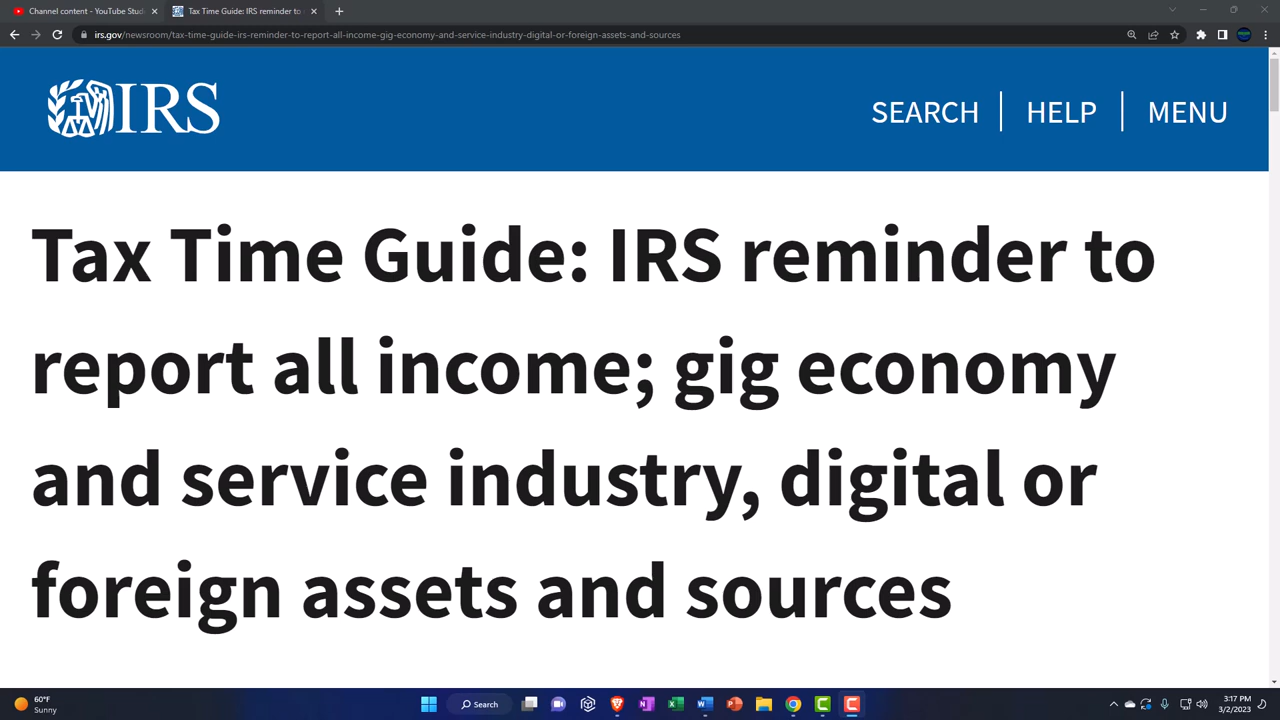 Channel content - YouTube Stud
Tax Time Guide: IRS reminder to
irs.gov/newsroom/tax-time-guide-irs-reminder-to-report-all-income-gig-economy-and-service-industry-digital-or-foreign-assets-and-sources
IRS
SEARCH
HELP
MENU
Tax Time Guide: IRS reminder to
report all income; gig economy
and service industry, digital or
foreign assets and sources
60°F
Sunny
Search
3:17 PM
3/2/2023